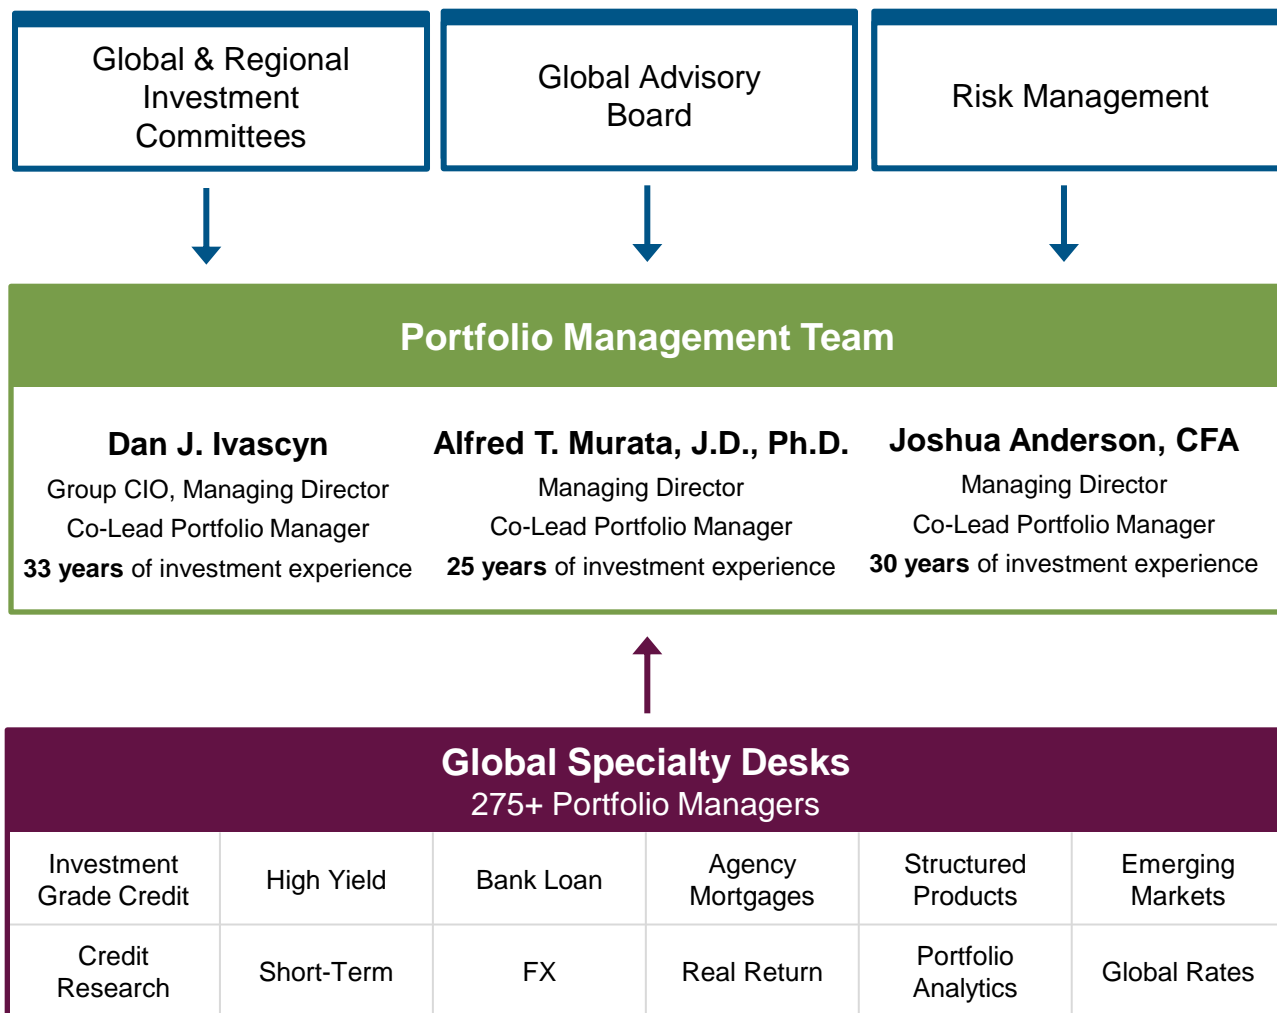 Global & Regional
Investment
Committees
Global Advisory
Board
Risk Management
Portfolio Management Team
Dan J. Ivascyn
Group CIO, Managing Director
Co-Lead Portfolio Manager
33 years of investment experience
Alfred T. Murata, J.D., Ph.D.
Managing Director
Co-Lead Portfolio Manager
25 years of investment experience
Joshua Anderson, CFA
Managing Director
Co-Lead Portfolio Manager
30 years of investment experience
Global Specialty Desks
275+ Portfolio Managers
Investment
Grade Credit
High Yield
Bank Loan
Agency
Mortgages
Structured
Products
Emerging
Markets
Credit
Research
Short-Term
FX
Real Return
Portfolio
Analytics
Global Rates